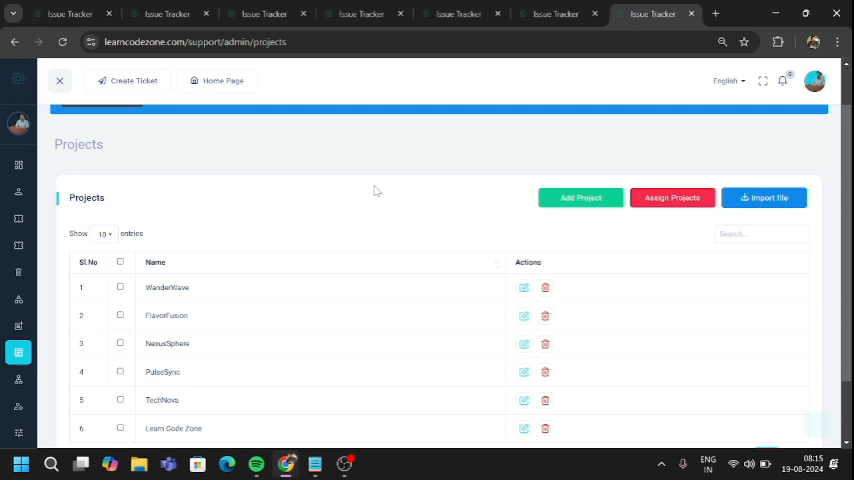 Issue Tracker Issue Tracker Issue Tracker Issue Tracker Issue Tracker Issue Tracker Issue Tracker
learncodezone.com/support/admin/projects
Create Ticket Home Page English 0
Projects
Projects Add Project Assign Projects Import file
Show 10 entries Search...
Sl.No Name Actions
1 WanderWave
2 FlavorFusion
3 NexusSphere
4 PulseSync
5 TechNova
6 Learn Code Zone
ENG 08:15
IN 19-08-2024